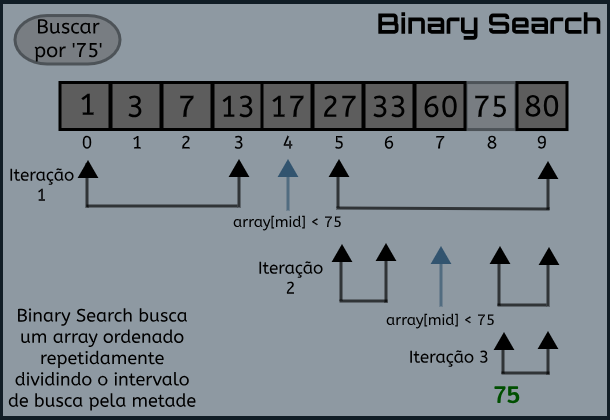 Binary Search
Buscar
por '75'
1 3 7 13 17 27 33 60 75 80
0 1 2 3 4 5 6 7 8 9
Iteração
1
array[mid] < 75
Iteração
2
array[mid] < 75
Iteração 3
75
Binary Search busca
um array ordenado
repetidamente
dividindo o intervalo
de busca pela metade